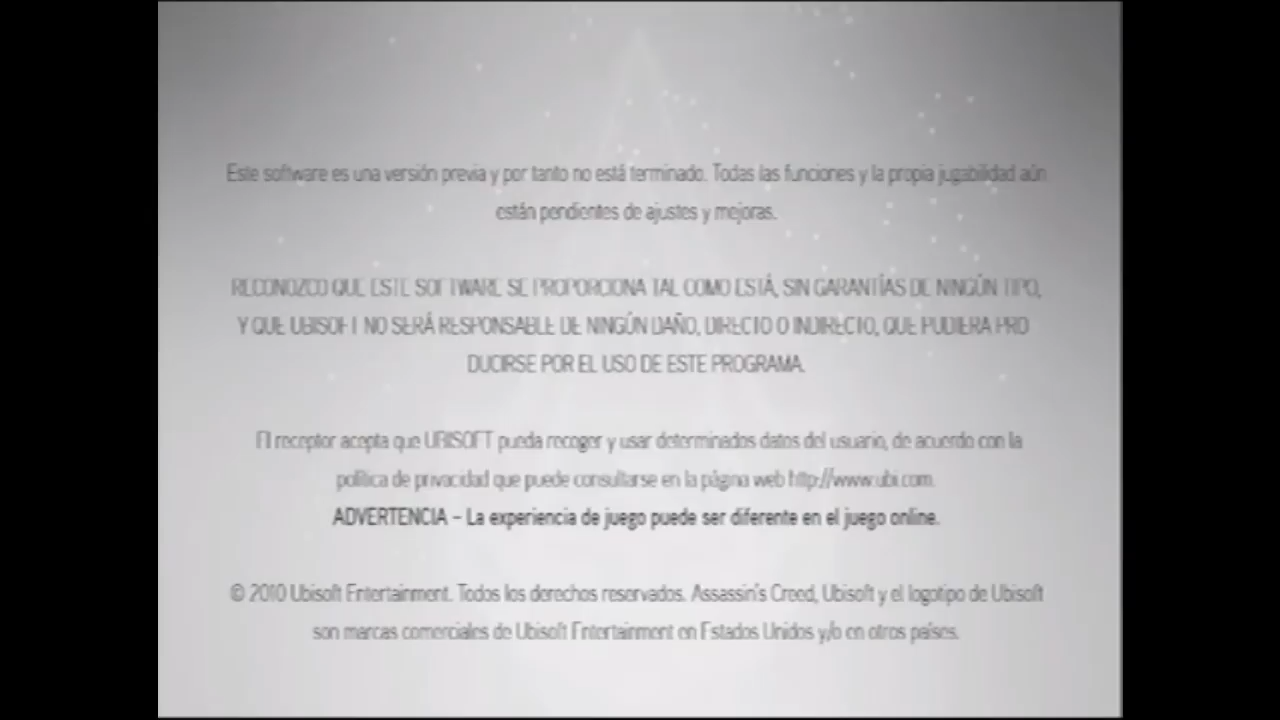 Este software es una versión previa y por tanto no está terminado. Todas las funciones y la propia jugabilidad aún
están pendientes de ajustes y mejoras.
RECONOZCO QUE ESTE SOFTWARE SE PROPORCIONA TAL COMO ESTÁ, SIN GARANTÍAS DE NINGÚN TIPO,
Y QUE UBISOFT NO SERÁ RESPONSABLE DE NINGÚN DAÑO, DIRECTO O INDIRECTO, QUE PUDIERA PRO
DUCIRSE POR EL USO DE ESTE PROGRAMA.
El receptor acepta que UBISOFT pueda recoger y usar determinados datos del usuario, de acuerdo con la
política de privacidad que puede consultarse en la página web http://www.ubi.com.
ADVERTENCIA – La experiencia de juego puede ser diferente en el juego online.
© 2010 Ubisoft Entertainment. Todos los derechos reservados. Assassin's Creed, Ubisoft y el logotipo de Ubisoft
son marcas comerciales de Ubisoft Entertainment en Estados Unidos y/o en otros países.